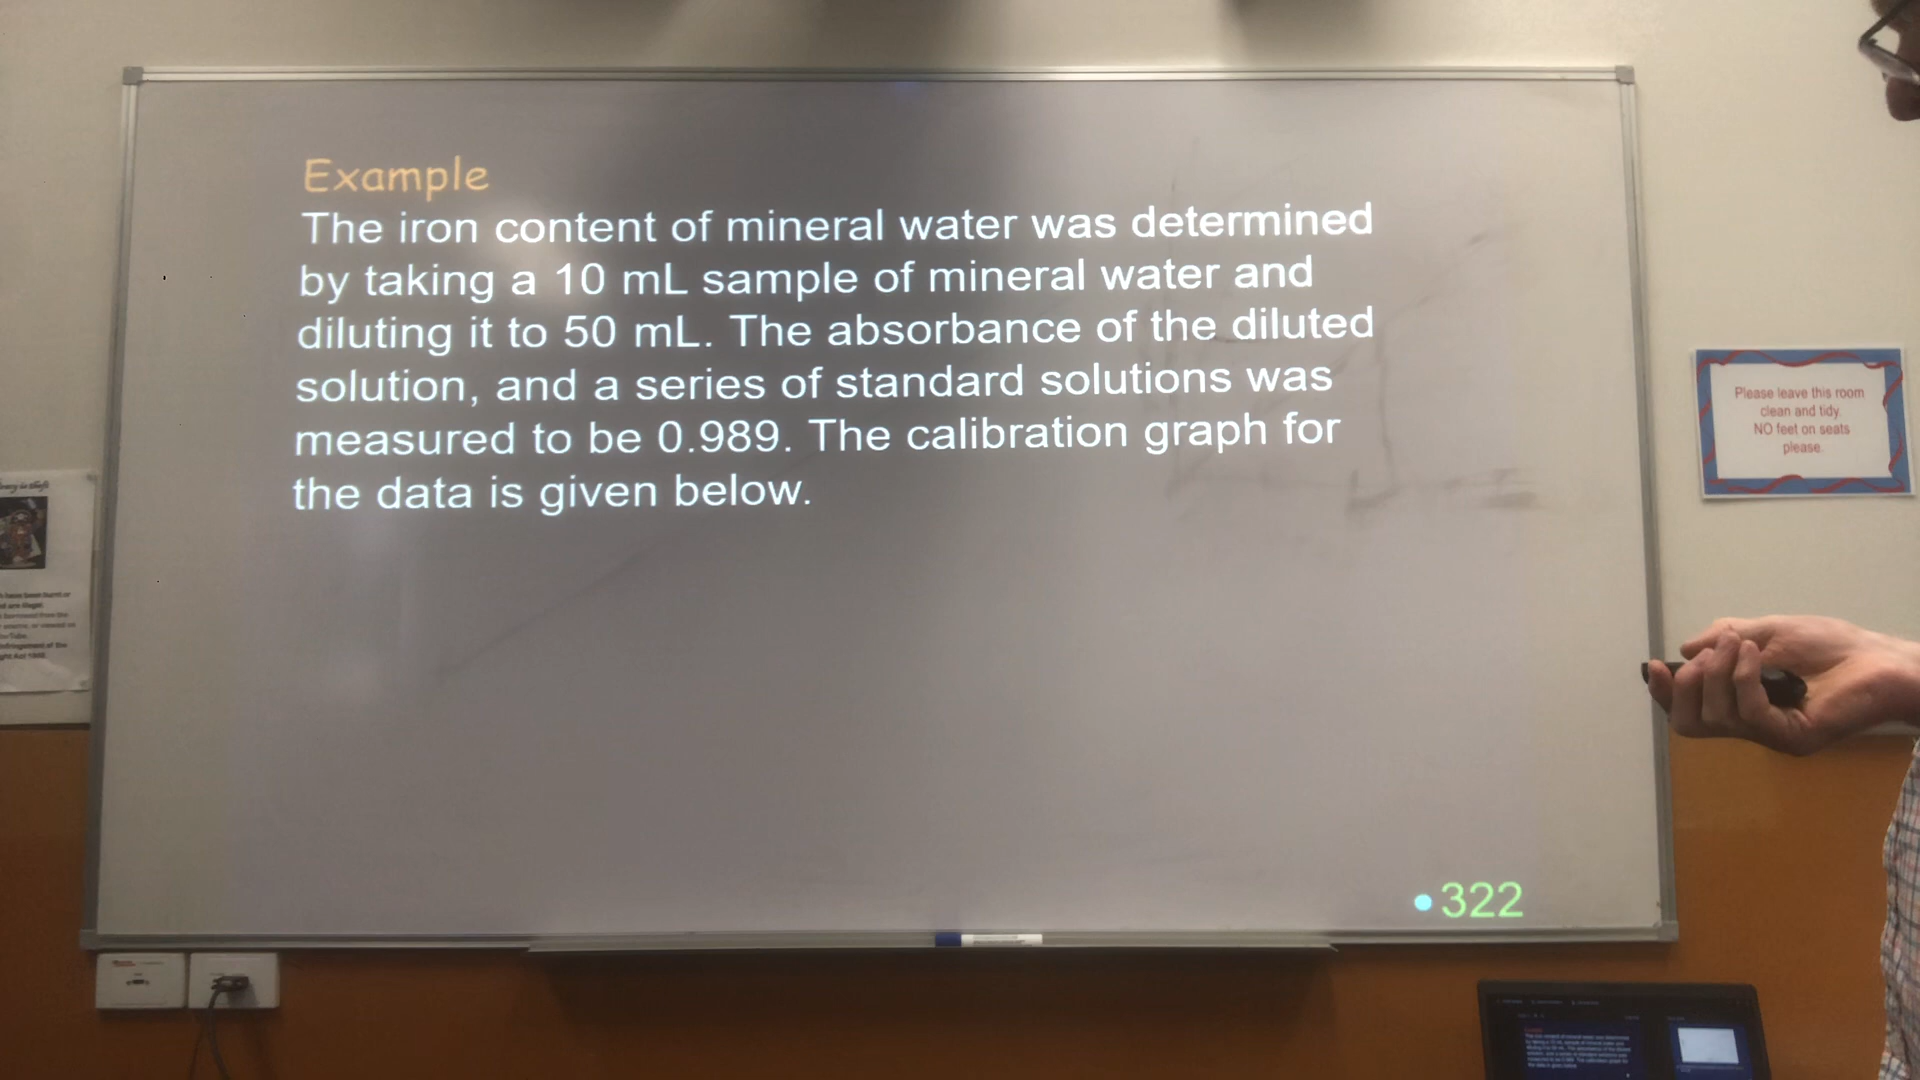 Example
The iron content of mineral water was determined
by taking a 10 mL sample of mineral water and
diluting it to 50 mL. The absorbance of the diluted
solution, and a series of standard solutions was
measured to be 0.989. The calibration graph for
the data is given below.
•322
Please leave this room
clean and tidy.
NO feet on seats
please.